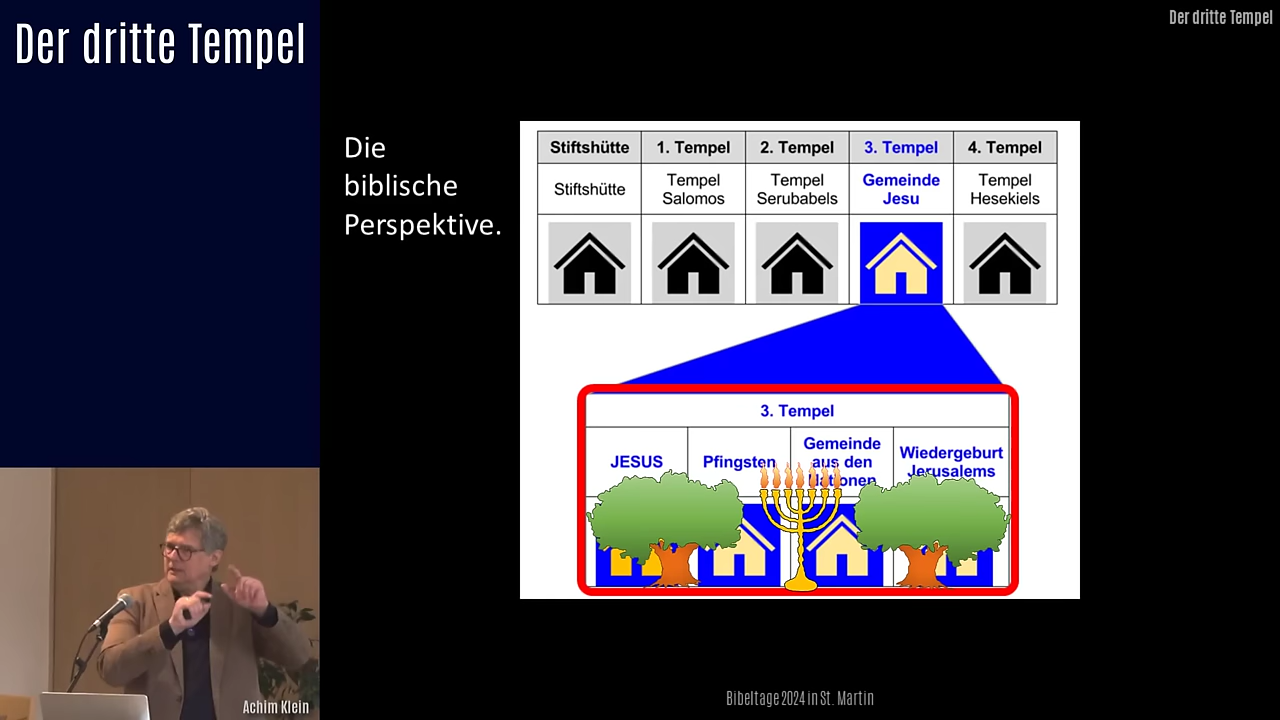 Der dritte Tempel
Der dritte Tempel
Die
biblische
Perspektive.
Stiftshütte 1. Tempel 2. Tempel 3. Tempel 4. Tempel
Stiftshütte Tempel Salomos Tempel Serubabels Gemeinde Jesu Tempel Hesekiels
3. Tempel
JESUS Pfingsten Gemeinde aus den Nationen Wiedergeburt Jerusalems
Achim Klein
Bibeltage 2024 in St. Martin